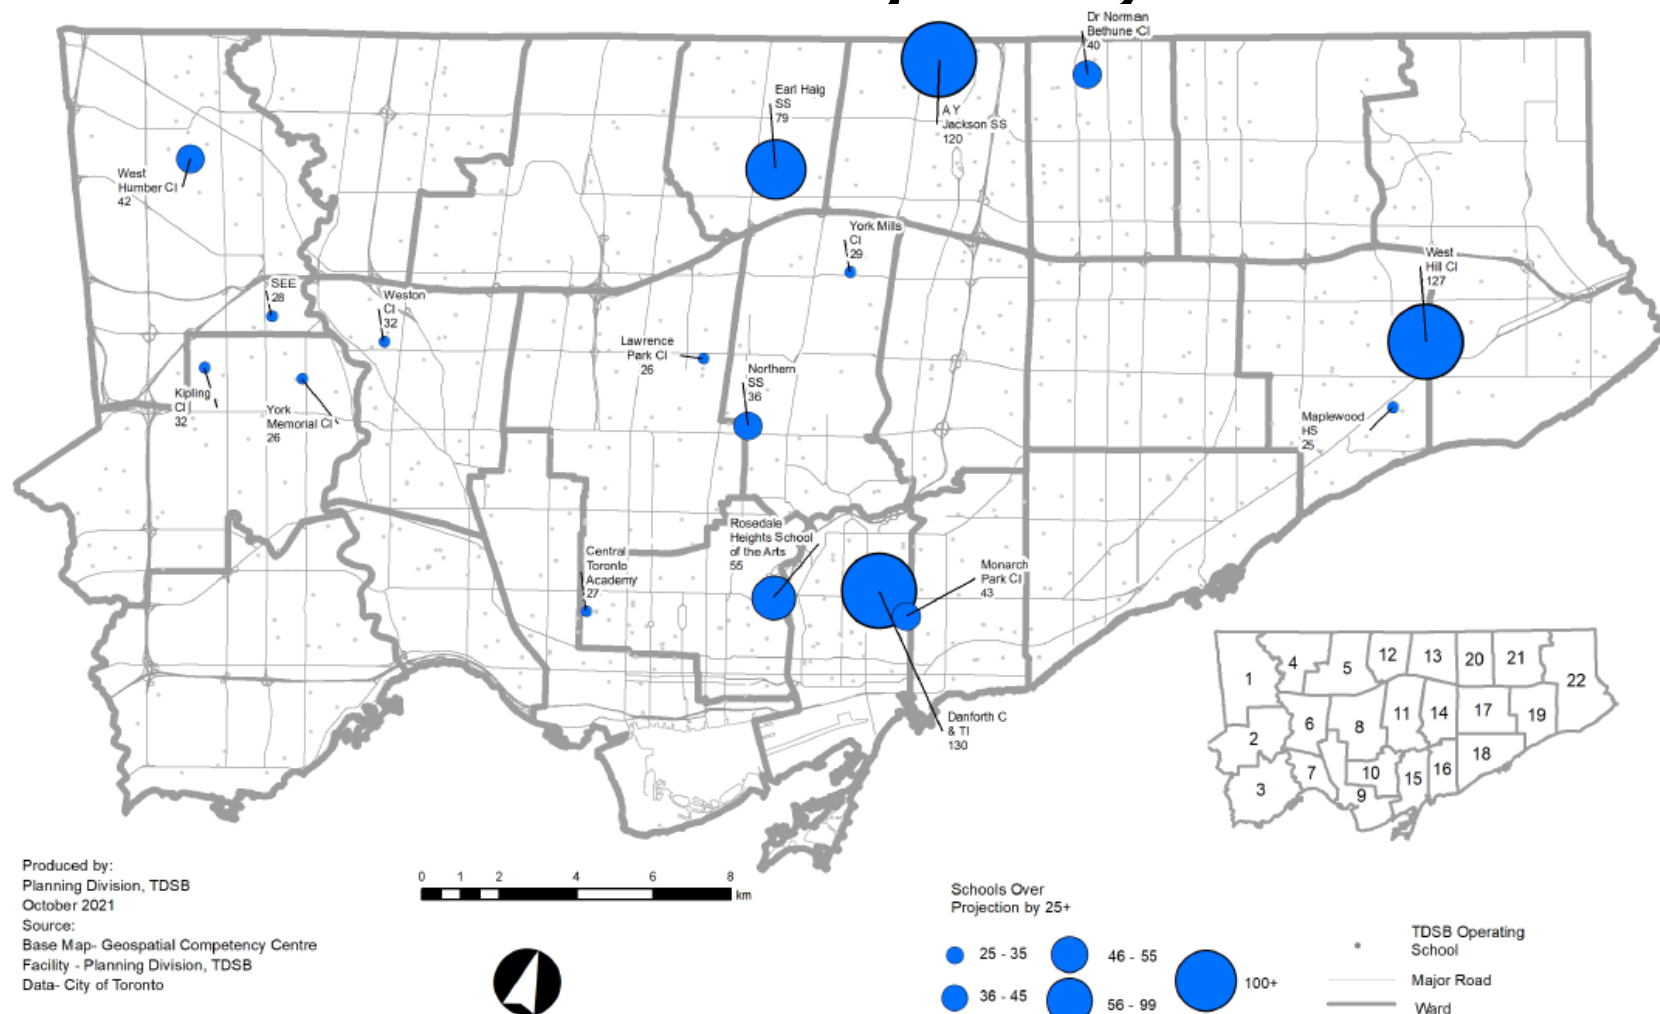 Dr Norman
Bethune CI
40
Earl Haig
SS
79
A Y
Jackson SS
120
West
Humber CI
42
York Mills
CI
29
West
Hill CI
127
SEE
28
Weston
CI
32
Lawrence
Park CI
26
Northern
SS
36
Kipling
CI
32
York
Memorial CI
26
Maplewood
HS
25
Rosedale
Heights School
of the Arts
55
Central
Toronto
Academy
27
Monarch
Park CI
43
Danforth C
& TI
130
1
2
3
4
5
6
7
8
9
10
11
12
13
14
15
16
17
18
19
20
21
22
Produced by:
Planning Division, TDSB
October 2021
Source:
Base Map- Geospatial Competency Centre
Facility - Planning Division, TDSB
Data- City of Toronto
0 1 2 4 6 8
km
Schools Over
Projection by 25+
25 - 35
36 - 45
46 - 55
56 - 99
100+
TDSB Operating
School
Major Road
Ward